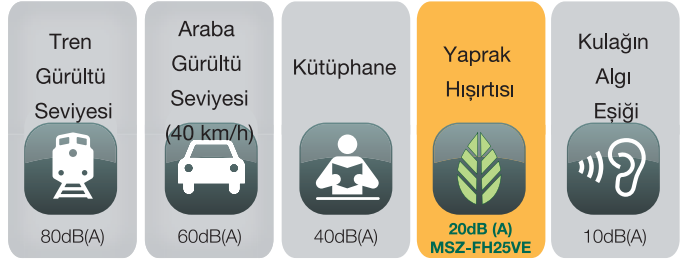 Tren
Gürültü
Seviyesi
80dB(A)
Araba
Gürültü
Seviyesi
(40 km/h)
60dB(A)
Kütüphane
40dB(A)
Yaprak
Hışırtısı
20dB (A)
MSZ-FH25VE
Kulağın
Algı
Eşiği
10dB(A)